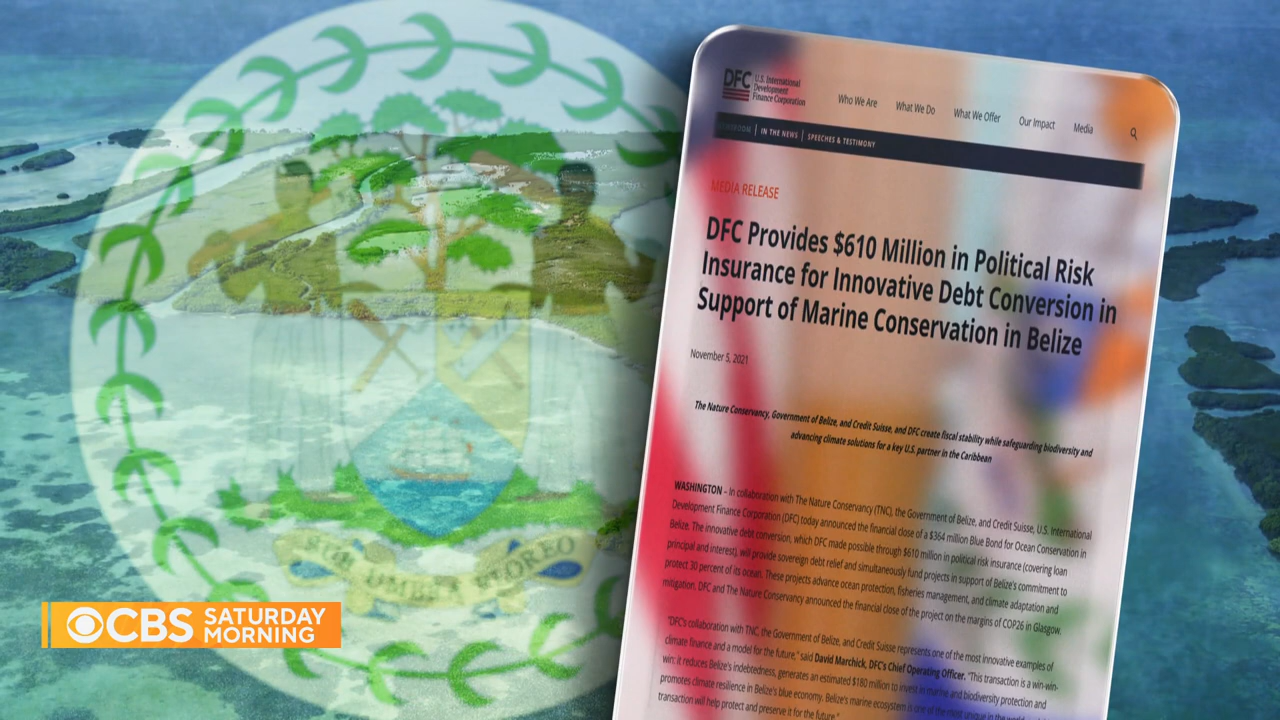 SUB UMBRA FLOREO
CBS SATURDAY
MORNING
DFC U.S. International
Development
Finance Corporation
Who We Are What We Do What We Offer Our Impact Media
NEWSROOM | IN THE NEWS | SPEECHES & TESTIMONY
MEDIA RELEASE
DFC Provides $610 Million in Political Risk
Insurance for Innovative Debt Conversion in
Support of Marine Conservation in Belize
November 5, 2021
The Nature Conservancy, Government of Belize, and Credit Suisse, and DFC create fiscal stability while safeguarding biodiversity and
advancing climate solutions for a key U.S. partner in the Caribbean
WASHINGTON – In collaboration with The Nature Conservancy (TNC), the Government of Belize, and Credit Suisse, U.S. International
Development Finance Corporation (DFC) today announced the financial close of a $364 million Blue Bond for Ocean Conservation in
Belize. The innovative debt conversion, which DFC made possible through $610 million in political risk insurance (covering loan
principal and interest), will provide sovereign debt relief and simultaneously fund projects in support of Belize's commitment to
protect 30 percent of its ocean. These projects advance ocean protection, fisheries management, and climate adaptation and
mitigation. DFC and The Nature Conservancy announced the financial close of the project on the margins of COP26 in Glasgow.
"DFC's collaboration with TNC, the Government of Belize, and Credit Suisse represents one of the most innovative examples of
climate finance and a model for the future," said David Marchick, DFC's Chief Operating Officer. "This transaction is a win-win-
win: it reduces Belize's indebtedness, generates an estimated $180 million to invest in marine and biodiversity protection and
promotes climate resilience in Belize's blue economy. Belize's marine ecosystem is one of the most unique in the world
transaction will help protect and preserve it for the future."